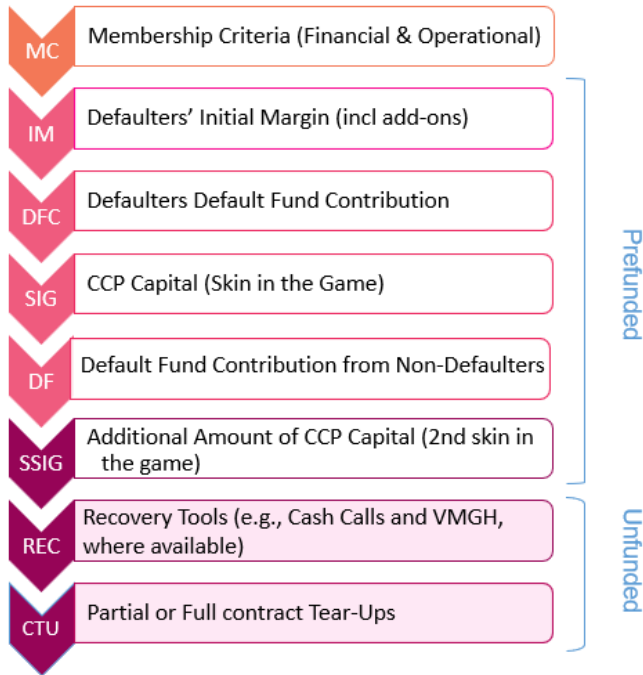 MC
Membership Criteria (Financial & Operational)
IM
Defaulters' Initial Margin (incl add-ons)
DFC
Defaulters Default Fund Contribution
SIG
CCP Capital (Skin in the Game)
DF
Default Fund Contribution from Non-Defaulters
SSIG
Additional Amount of CCP Capital (2nd skin in
the game)
Prefunded
REC
Recovery Tools (e.g., Cash Calls and VMGH,
where available)
CTU
Partial or Full contract Tear-Ups
Unfunded